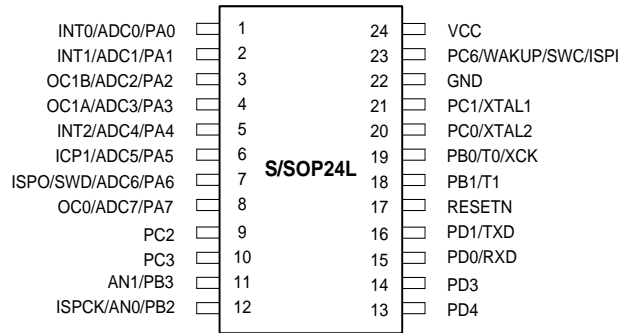 INT0/ADC0/PA0 1 24 VCC
INT1/ADC1/PA1 2 23 PC6/WAKUP/SWC/ISPI
OC1B/ADC2/PA2 3 22 GND
OC1A/ADC3/PA3 4 21 PC1/XTAL1
INT2/ADC4/PA4 5 20 PC0/XTAL2
ICP1/ADC5/PA5 6 19 PB0/T0/XCK
S/SOP24L
ISPO/SWD/ADC6/PA6 7 18 PB1/T1
OC0/ADC7/PA7 8 17 RESETN
PC2 9 16 PD1/TXD
PC3 10 15 PD0/RXD
AN1/PB3 11 14 PD3
ISPCK/AN0/PB2 12 13 PD4